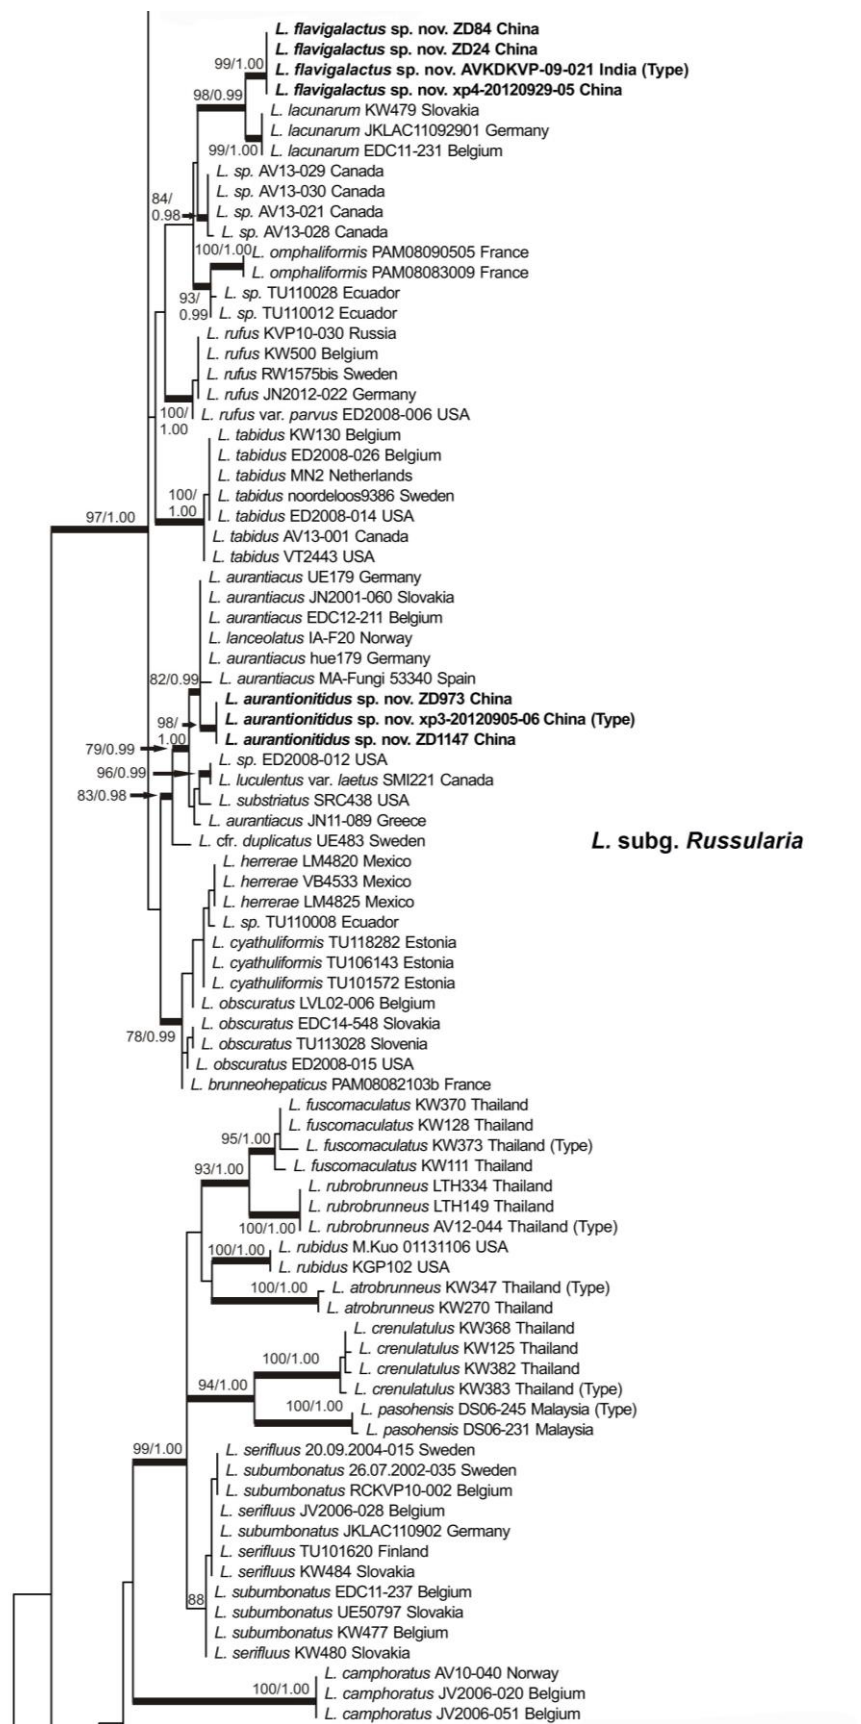 L. flavigalactus sp. nov. ZD84 China
L. flavigalactus sp. nov. ZD24 China
99/1.00
L. flavigalactus sp. nov. AVKDKVP-09-021 India (Type)
L. flavigalactus sp. nov. xp4-20120929-05 China
98/0.99
L. lacunarum KW479 Slovakia
L. lacunarum JKLAC11092901 Germany
99/1.00
L. lacunarum EDC11-231 Belgium
L. sp. AV13-029 Canada
L. sp. AV13-030 Canada
84/
0.98
L. sp. AV13-021 Canada
L. sp. AV13-028 Canada
100/1.00
L. omphaliformis PAM08090505 France
L. omphaliformis PAM08083009 France
93/
0.99
L. sp. TU110028 Ecuador
L. sp. TU110012 Ecuador
L. rufus KVP10-030 Russia
L. rufus KW500 Belgium
L. rufus RW1575bis Sweden
L. rufus JN2012-022 Germany
100/
1.00
L. rufus var. parvus ED2008-006 USA
L. tabidus KW130 Belgium
L. tabidus ED2008-026 Belgium
L. tabidus MN2 Netherlands
100/
1.00
L. tabidus noordeloos9386 Sweden
L. tabidus ED2008-014 USA
97/1.00
L. tabidus AV13-001 Canada
L. tabidus VT2443 USA
L. aurantiacus UE179 Germany
L. aurantiacus JN2001-060 Slovakia
L. aurantiacus EDC12-211 Belgium
L. lanceolatus IA-F20 Norway
L. aurantiacus hue179 Germany
82/0.99
L. aurantiacus MA-Fungi 53340 Spain
L. aurantionitidus sp. nov. ZD973 China
98/
1.00
L. aurantionitidus sp. nov. xp3-20120905-06 China (Type)
L. aurantionitidus sp. nov. ZD1147 China
79/0.99
L. sp. ED2008-012 USA
96/0.99
L. luculentus var. laetus SMI221 Canada
83/0.98
L. substriatus SRC438 USA
L. aurantiacus JN11-089 Greece
L. cfr. duplicatus UE483 Sweden
L. subg. Russularia
L. herrerae LM4820 Mexico
L. herrerae VB4533 Mexico
L. herrerae LM4825 Mexico
L. sp. TU110008 Ecuador
L. cyathuliformis TU118282 Estonia
L. cyathuliformis TU106143 Estonia
L. cyathuliformis TU101572 Estonia
L. obscuratus LVL02-006 Belgium
L. obscuratus EDC14-548 Slovakia
78/0.99
L. obscuratus TU113028 Slovenia
L. obscuratus ED2008-015 USA
L. brunneohepaticus PAM08082103b France
L. fuscomaculatus KW370 Thailand
L. fuscomaculatus KW128 Thailand
95/1.00
L. fuscomaculatus KW373 Thailand (Type)
L. fuscomaculatus KW111 Thailand
93/1.00
L. rubrobrunneus LTH334 Thailand
L. rubrobrunneus LTH149 Thailand
100/1.00
L. rubrobrunneus AV12-044 Thailand (Type)
100/1.00
L. rubidus M.Kuo 01131106 USA
L. rubidus KGP102 USA
100/1.00
L. atrobrunneus KW347 Thailand (Type)
L. atrobrunneus KW270 Thailand
L. crenulatulus KW368 Thailand
L. crenulatulus KW125 Thailand
100/1.00
L. crenulatulus KW382 Thailand
94/1.00
L. crenulatulus KW383 Thailand (Type)
100/1.00
L. pasohensis DS06-245 Malaysia (Type)
L. pasohensis DS06-231 Malaysia
99/1.00
L. serifluus 20.09.2004-015 Sweden
L. subumbonatus 26.07.2002-035 Sweden
L. subumbonatus RCKVP10-002 Belgium
L. serifluus JV2006-028 Belgium
L. subumbonatus JKLAC110902 Germany
L. serifluus TU101620 Finland
L. serifluus KW484 Slovakia
88
L. subumbonatus EDC11-237 Belgium
L. subumbonatus UE50797 Slovakia
L. subumbonatus KW477 Belgium
L. serifluus KW480 Slovakia
L. camphoratus AV10-040 Norway
100/1.00
L. camphoratus JV2006-020 Belgium
L. camphoratus JV2006-051 Belgium